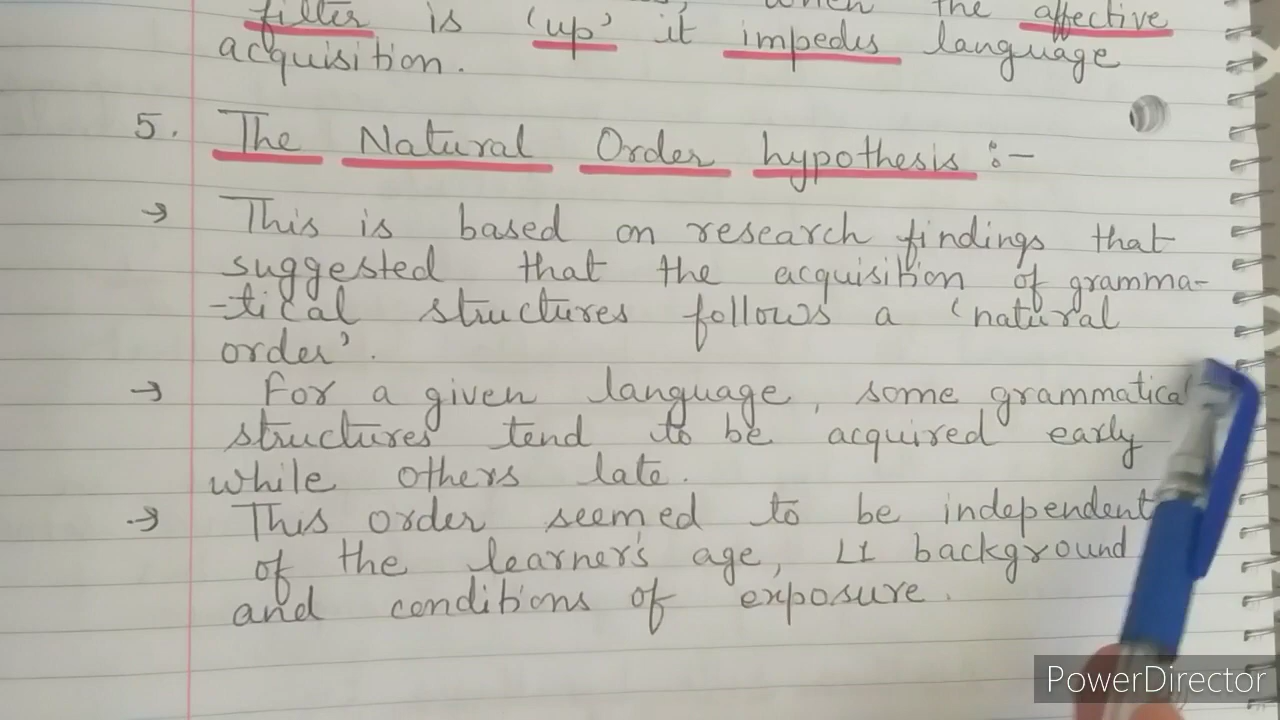 filter is 'up' it impedes language
when the affective
acquisition.
5. The Natural Order hypothesis :-
→ This is based on research findings that
suggested that the acquisition of gramma-
-tical structures follows a 'natural
order'.
→ For a given language, some grammatical
structures tend to be acquired early
while others late.
→ This order seemed to be independent
of the learner's age, L1 background
and conditions of exposure.
PowerDirector